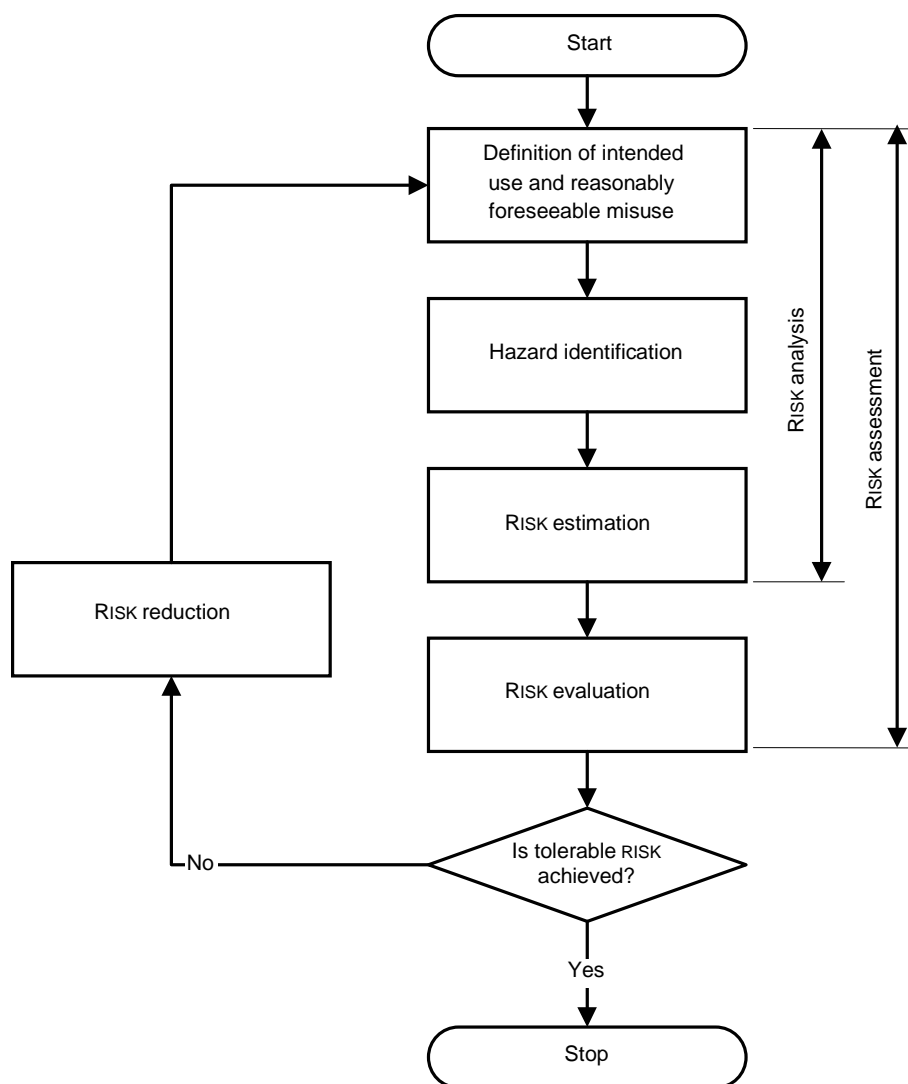 Start
Definition of intended
use and reasonably
foreseeable misuse
Hazard identification
RISK estimation
RISK reduction
RISK evaluation
Is tolerable RISK
achieved?
No
Yes
Stop
RISK analysis
RISK assessment